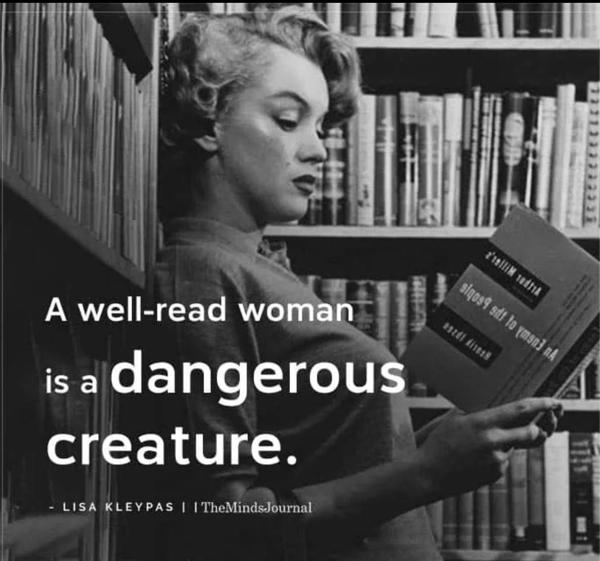 Arthur Miller's
An Enemy of the People
Henrik Ibsen
A well-read woman
is a dangerous
creature.
- LISA KLEYPAS | | TheMindsJournal